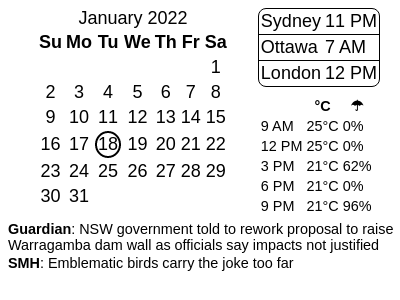 January 2022
Su Mo Tu We Th Fr Sa
1
2 3 4 5 6 7 8
9 10 11 12 13 14 15
16 17 18 19 20 21 22
23 24 25 26 27 28 29
30 31
Sydney 11 PM
Ottawa 7 AM
London 12 PM
°C ☂
9 AM 25°C 0%
12 PM 25°C 0%
3 PM 21°C 62%
6 PM 21°C 0%
9 PM 21°C 96%
Guardian: NSW government told to rework proposal to raise
Warragamba dam wall as officials say impacts not justified
SMH: Emblematic birds carry the joke too far